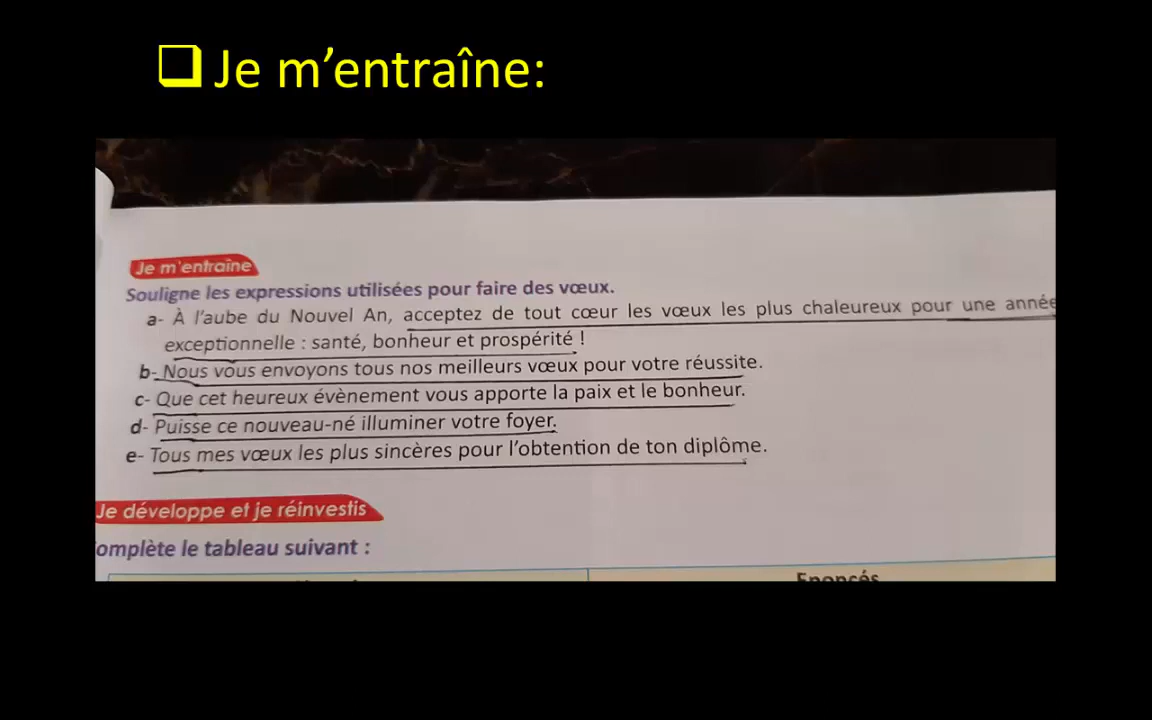 Je m’entraîne:
Je m'entraîne
Souligne les expressions utilisées pour faire des vœux.
a- À l’aube du Nouvel An, acceptez de tout cœur les vœux les plus chaleureux pour une année
exceptionnelle : santé, bonheur et prospérité !
b- Nous vous envoyons tous nos meilleurs vœux pour votre réussite.
c- Que cet heureux évènement vous apporte la paix et le bonheur.
d- Puisse ce nouveau-né illuminer votre foyer.
e- Tous mes vœux les plus sincères pour l’obtention de ton diplôme.
Je développe et je réinvestis
omplète le tableau suivant :
Enoncés